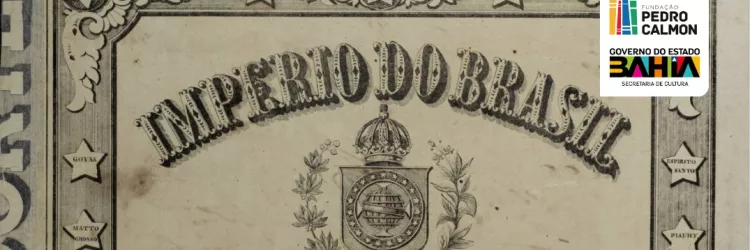 FUNDAÇÃO
PEDRO
CALMON
GOVERNO DO ESTADO
BAHIA
SECRETARIA DE CULTURA
IMPERIO DO BRASIL
GOYAZ
ESPIRITO
SANTO
MATTO
GROSSO
PIAUHY